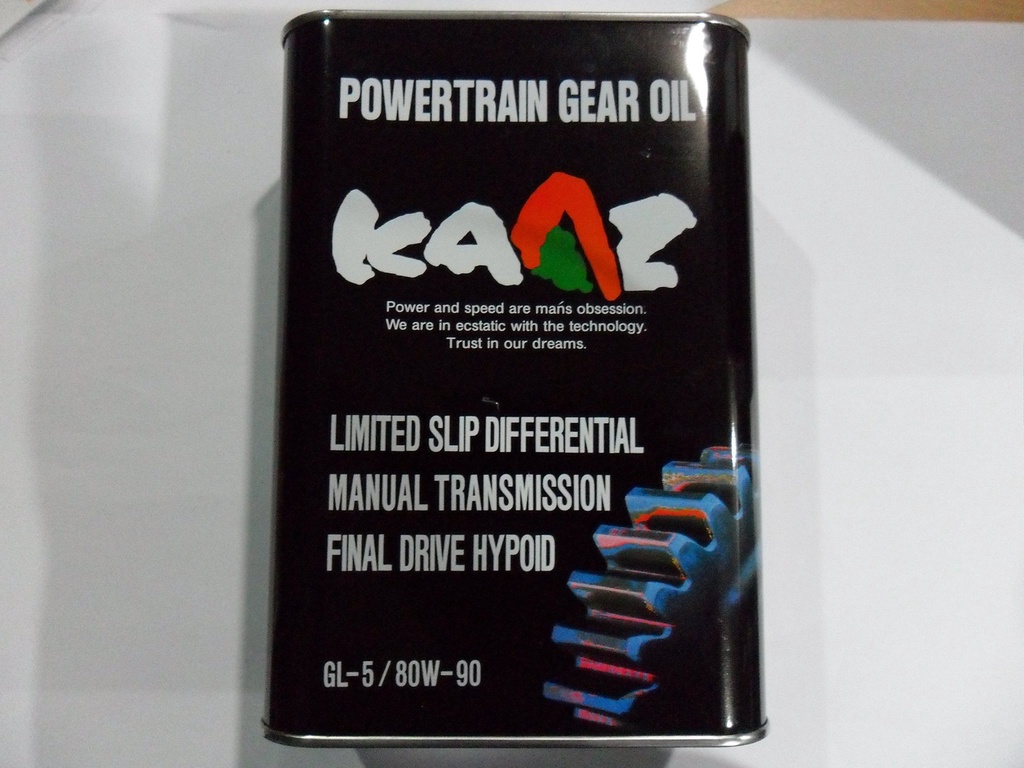 POWERTRAIN GEAR OIL
KAAZ
Power and speed are mańs obsession.
We are in ecstatic with the technology.
Trust in our dreams.
LIMITED SLIP DIFFERENTIAL
MANUAL TRANSMISSION
FINAL DRIVE HYPOID
GL-5 / 80W-90